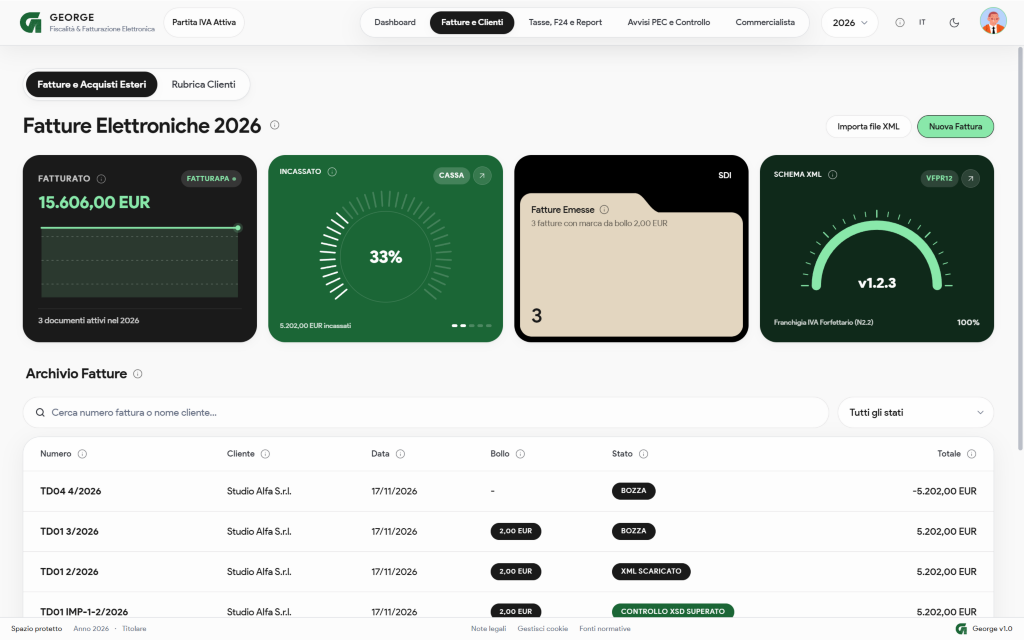 GEORGE
Fiscalità & Fatturazione Elettronica
Partita IVA Attiva
Dashboard
Fatture e Clienti
Tasse, F24 e Report
Avvisi PEC e Controllo
Commercialista
2026
IT
Fatture e Acquisti Esteri
Rubrica Clienti
Fatture Elettroniche 2026
Importa file XML
Nuova Fattura
FATTURATO
FATTURAPA
15.606,00 EUR
3 documenti attivi nel 2026
INCASSATO
CASSA
33%
5.202,00 EUR incassati
SDI
Fatture Emesse
3 fatture con marca da bollo 2,00 EUR
3
SCHEMA XML
VFPR12
v1.2.3
Franchigia IVA Forfettario (N2.2)
100%
Archivio Fatture
Cerca numero fattura o nome cliente...
Tutti gli stati
Numero Cliente Data Bollo Stato Totale
TD04 4/2026 Studio Alfa S.r.l. 17/11/2026 - BOZZA -5.202,00 EUR
TD01 3/2026 Studio Alfa S.r.l. 17/11/2026 2,00 EUR BOZZA 5.202,00 EUR
TD01 2/2026 Studio Alfa S.r.l. 17/11/2026 2,00 EUR XML SCARICATO 5.202,00 EUR
TD01 IMP-1-2/2026 Studio Alfa S.r.l. 17/11/2026 2,00 EUR CONTROLLO XSD SUPERATO 5.202,00 EUR
Spazio protetto Anno 2026 · Titolare
Note legali Gestisci cookie Fonti normative
George v1.0